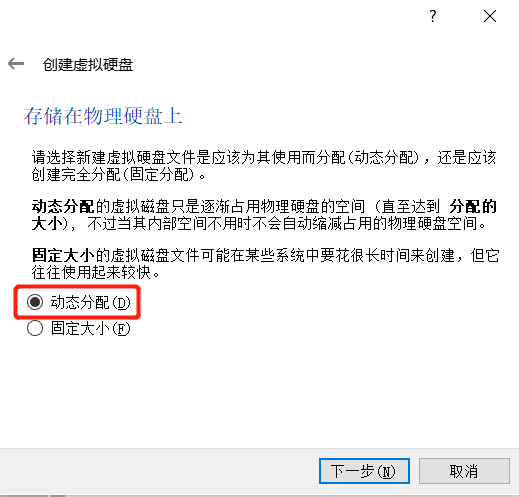 ?
创建虚拟硬盘
存储在物理硬盘上
请选择新建虚拟硬盘文件是应该为其使用而分配(动态分配)，还是应该
创建完全分配(固定分配)。
动态分配的虚拟磁盘只是逐渐占用物理硬盘的空间 (直至达到 分配的
大小)，不过当其内部空间不用时不会自动缩减占用的物理硬盘空间。
固定大小的虚拟磁盘文件可能在某些系统中要花很长时间来创建，但它
往往使用起来较快。
动态分配(D)
固定大小(F)
下一步(N)
取消